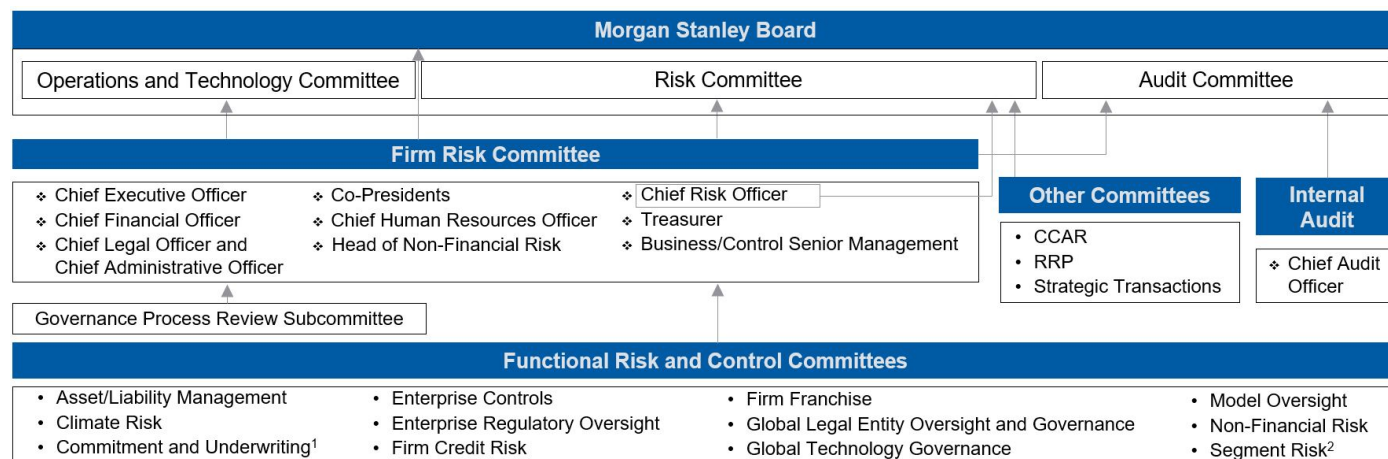 Morgan Stanley Board
Operations and Technology Committee
Risk Committee
Audit Committee
Firm Risk Committee
❖ Chief Executive Officer
❖ Chief Financial Officer
❖ Chief Legal Officer and
Chief Administrative Officer
❖ Co-Presidents
❖ Chief Human Resources Officer
❖ Head of Non-Financial Risk
❖ Chief Risk Officer
❖ Treasurer
❖ Business/Control Senior Management
Other Committees
• CCAR
• RRP
• Strategic Transactions
Internal
Audit
❖ Chief Audit
Officer
Governance Process Review Subcommittee
Functional Risk and Control Committees
• Asset/Liability Management
• Climate Risk
• Commitment and Underwriting¹
• Enterprise Controls
• Enterprise Regulatory Oversight
• Firm Credit Risk
• Firm Franchise
• Global Legal Entity Oversight and Governance
• Global Technology Governance
• Model Oversight
• Non-Financial Risk
• Segment Risk²